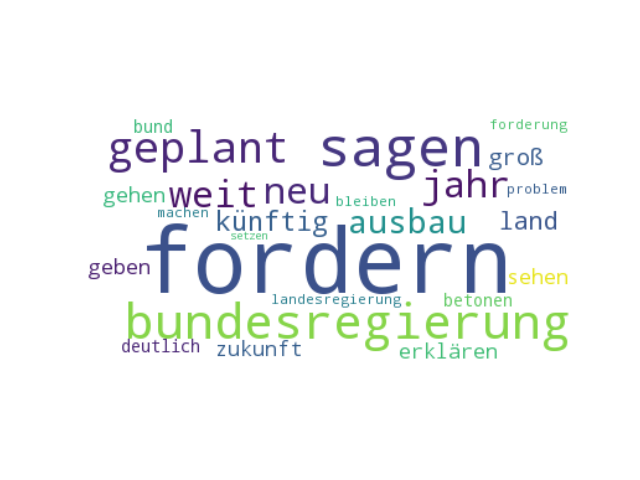 bund
forderung
geplant sagen groß
gehen weit neu jahr problem
machen bleiben
künftig ausbau land
setzen
fordern
geben sehen
landesregierung betonen
bundesregierung
deutlich zukunft erklären